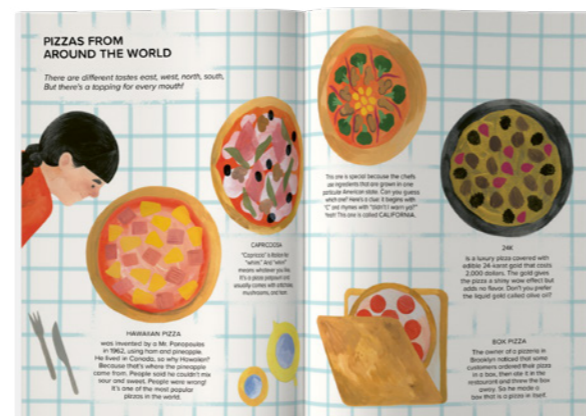 PIZZAS FROM
AROUND THE WORLD
There are different tastes east, west, north, south,
But there's a topping for every mouth!
CAPRICCIOSA
"Capriccio" is Italian for
"whim." And "whim"
means whatever you like.
It's a pizza potpourri and
usually comes with artichoke,
mushrooms, and ham.
HAWAIIAN PIZZA
was invented by a Mr. Panopoulos
in 1962, using ham and pineapple.
He lived in Canada, so why Hawaiian?
Because that's where the pineapple
came from. People said he couldn't mix
sour and sweet. People were wrong!
It's one of the most popular
pizzas in the world.
This one is special because the chefs
use ingredients that are grown in one
particular American state. Can you guess
which one? Here's a clue: it begins with
"C" and rhymes with
Yeah! This one is called CALIFORNIA.
24K
Is a luxury pizza covered with
edible 24-karat gold that costs
2,000 dollars. The gold gives
the pizza a shiny wow effect but
adds no flavor. Don't you prefer
the liquid gold called olive oil?
BOX PIZZA
The owner of a pizzeria in
Brooklyn noticed that some
customers ordered their pizza
in a box, then ate it in the
restaurant and threw the box
away. So he made a
box that is a pizza in itself.